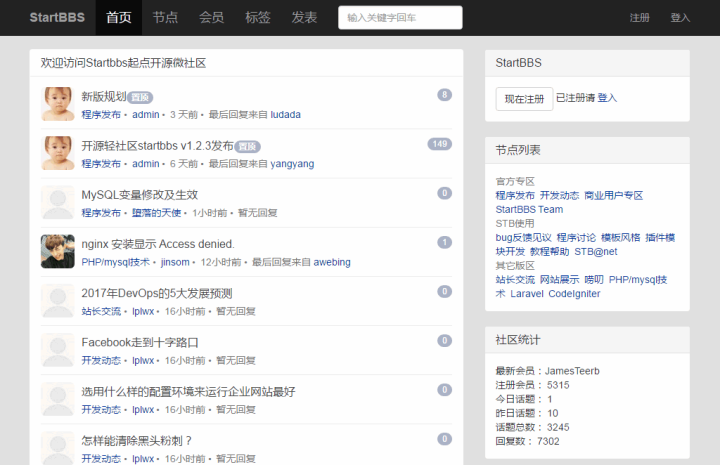 StartBBS 首页 节点 会员 标签 发表 输入关键字回车 注册 登入
欢迎访问Startbbs起点开源微社区
新版规划 置顶 8
程序发布 • admin • 3 天前 • 最后回复来自 ludada
开源轻社区startbbs v1.2.3发布 置顶 149
程序发布 • admin • 6 天前 • 最后回复来自 yangyang
MySQL变量修改及生效 0
程序发布 • 堕落的天使 • 1小时前 • 暂无回复
nginx 安装显示 Access denied. 1
PHP/mysql技术 • jinsom • 12小时前 • 最后回复来自 awebing
2017年DevOps的5大发展预测 0
站长交流 • lplwx • 16小时前 • 暂无回复
Facebook走到十字路口 0
开发动态 • lplwx • 16小时前 • 暂无回复
选用什么样的配置环境来运行企业网站最好 0
开发动态 • lplwx • 16小时前 • 暂无回复
怎样能清除黑头粉刺？ 0
开发动态 • lplwx • 16小时前 • 暂无回复
StartBBS
现在注册 已注册请 登入
节点列表
官方专区
程序发布 开发动态 商业用户专区
StartBBS Team
STB使用
bug反馈见议 程序讨论 模板风格 插件模
块开发 教程帮助 STB@net
其它版区
站长交流 网站展示 唠叨 PHP/mysql技
术 Laravel CodeIgniter
社区统计
最新会员：JamesTeerb
注册会员： 5315
今日话题： 1
昨日话题： 10
话题总数： 3245
回复数： 7302